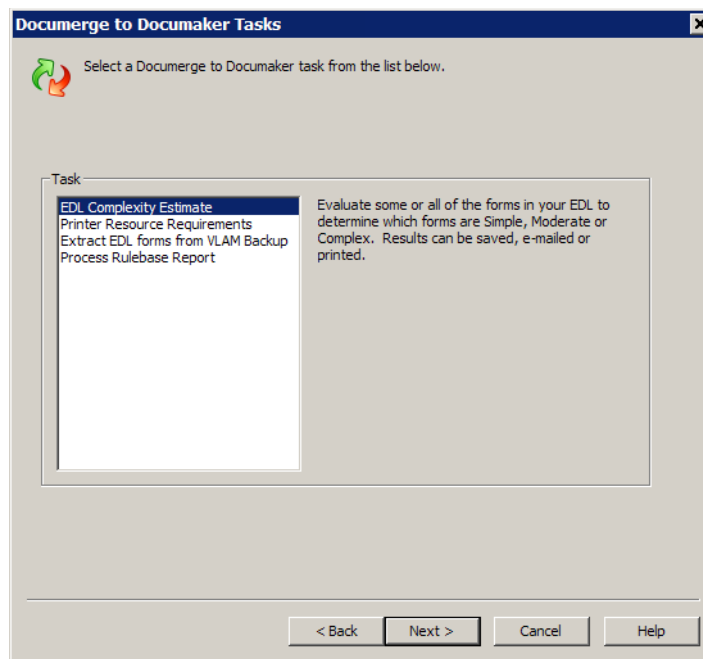 Documerge to Documaker Tasks
Select a Documerge to Documaker task from the list below.
Task
EDL Complexity Estimate
Printer Resource Requirements
Extract EDL forms from VLAM Backup
Process Rulebase Report
Evaluate some or all of the forms in your EDL to
determine which forms are Simple, Moderate or
Complex.  Results can be saved, e-mailed or
printed.
< Back
Next >
Cancel
Help